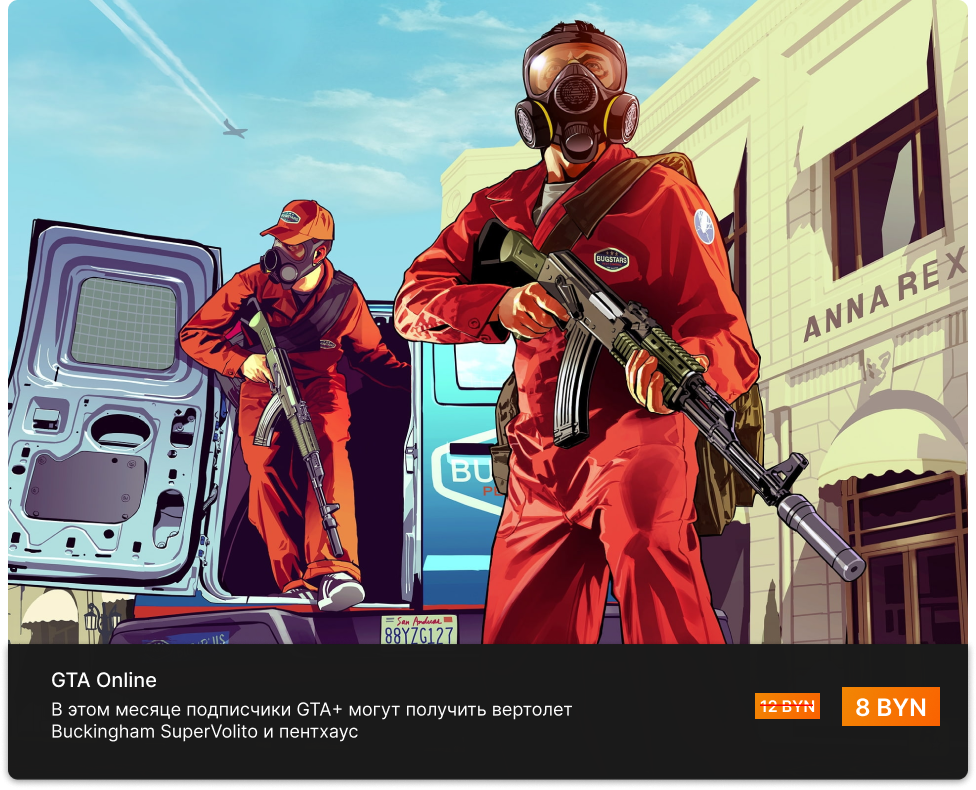 BUGSTARS
ANNA REX
BU
San Andreas
88YZG127
GTA Online
В этом месяце подписчики GTA+ могут получить вертолет
Buckingham SuperVolito и пентхаус
12 BYN
8 BYN